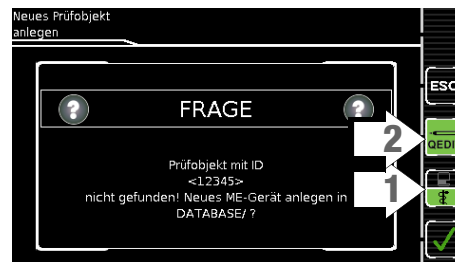 Neues Prüfobjekt
anlegen
ESC
? FRAGE ?
2
QEDIT
Prüfobjekt mit ID
1
<12345>
nicht gefunden! Neues ME-Gerät anlegen in
DATABASE/ ?